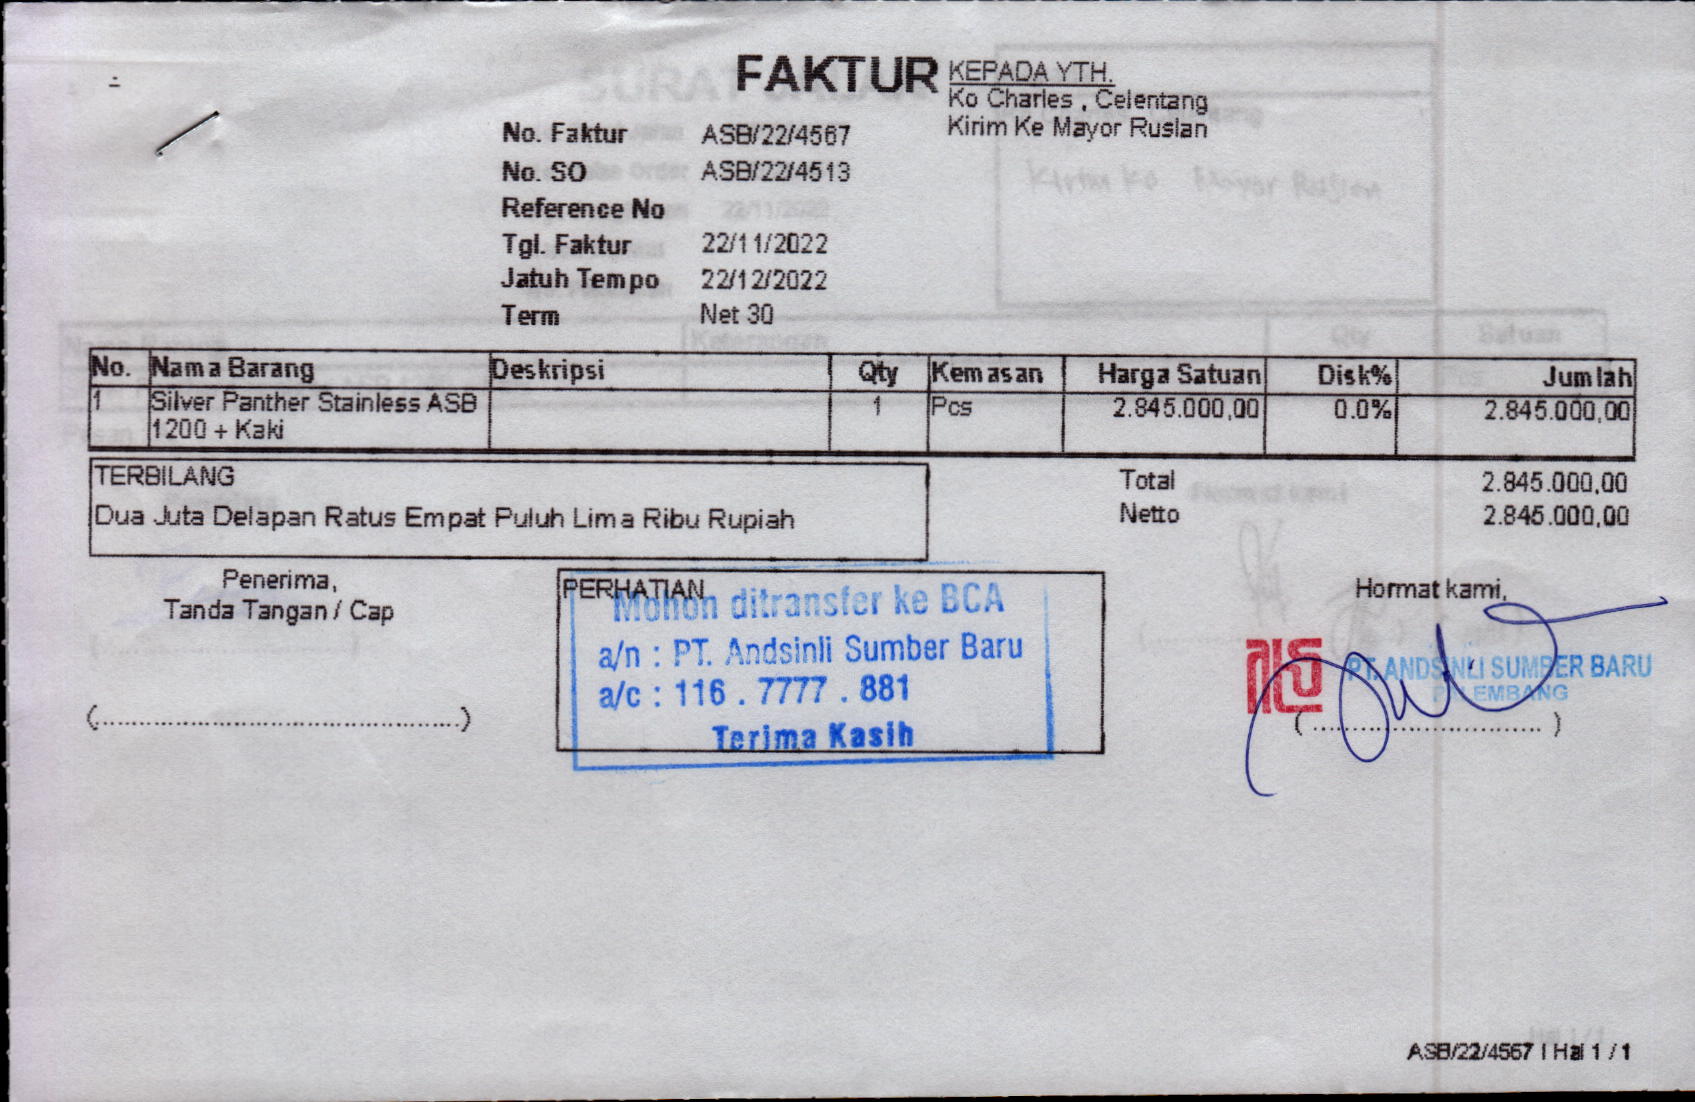 FAKTUR
KEPADA YTH.
Ko Charles , Celentang
Kirim Ke Mayor Ruslan
No. Faktur ASB/22/4567
No. SO ASB/22/4513
Reference No
Tgl. Faktur 22/11/2022
Jatuh Tempo 22/12/2022
Term Net 30
No. Nama Barang Deskripsi Qty Kemasan Harga Satuan Disk% Jumlah
1 Silver Panther Stainless ASB 1 Pcs 2.845.000,00 0.0% 2.845.000,00
1200 + Kaki
TERBILANG
Dua Juta Delapan Ratus Empat Puluh Lima Ribu Rupiah
Total 2.845.000,00
Netto 2.845.000,00
Penerima,
Tanda Tangan / Cap
(........................................)
PERHATIAN
Mohon ditransfer ke BCA
a/n : PT. Andsinli Sumber Baru
a/c : 116 . 7777 . 881
Terima Kasih
Hormat kami,
PT. ANDSINLI SUMBER BARU
PALEMBANG
( ............................. )
ASB/22/4567 | Hal 1 / 1